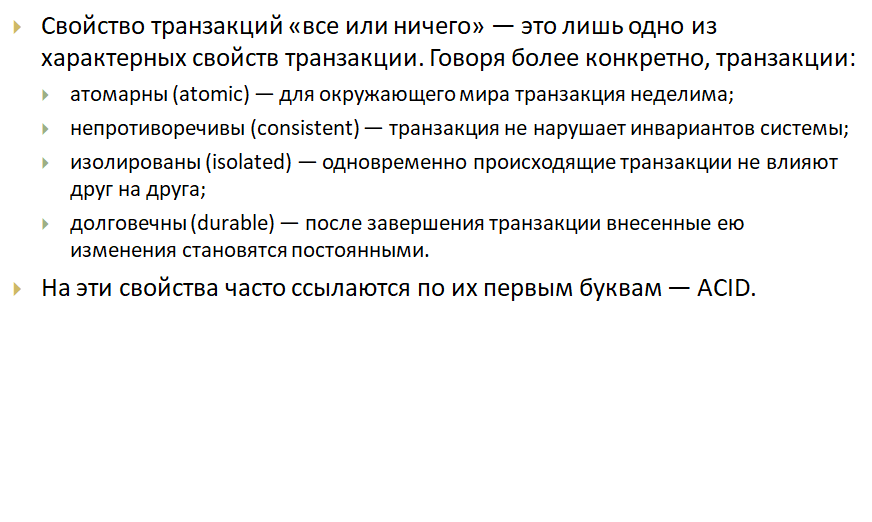 Свойство транзакций «все или ничего» — это лишь одно из
характерных свойств транзакции. Говоря более конкретно, транзакции:
атомарны (atomic) — для окружающего мира транзакция неделима;
непротиворечивы (consistent) — транзакция не нарушает инвариантов системы;
изолированы (isolated) — одновременно происходящие транзакции не влияют
друг на друга;
долговечны (durable) — после завершения транзакции внесенные ею
изменения становятся постоянными.
На эти свойства часто ссылаются по их первым буквам — ACID.